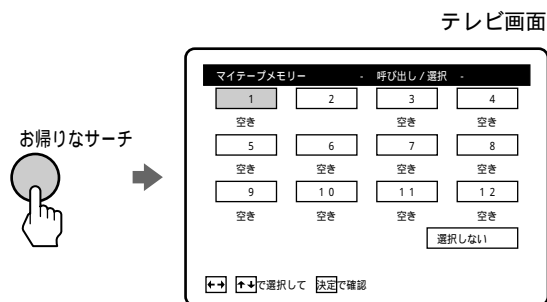 テレビ画面
マイテープメモリー - 呼び出し/選択 -
1 2 3 4
空き 空き 空き
お帰りなサーチ
5 6 7 8
空き 空き 空き 空き
9 10 11 12
空き 空き 空き 空き
選択しない
←→ ↑↓で選択して 決定で確認